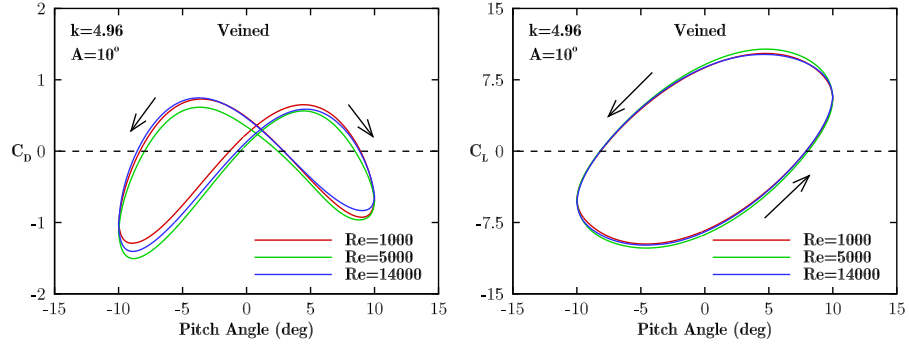 2
1
0
-1
-2
C_D
k=4.96
A=10°
Veined
Re=1000
Re=5000
Re=14000
-15 -10 -5 0 5 10 15
Pitch Angle (deg)
15
7.5
0
-7.5
-15
C_L
k=4.96
A=10°
Veined
Re=1000
Re=5000
Re=14000
-15 -10 -5 0 5 10 15
Pitch Angle (deg)